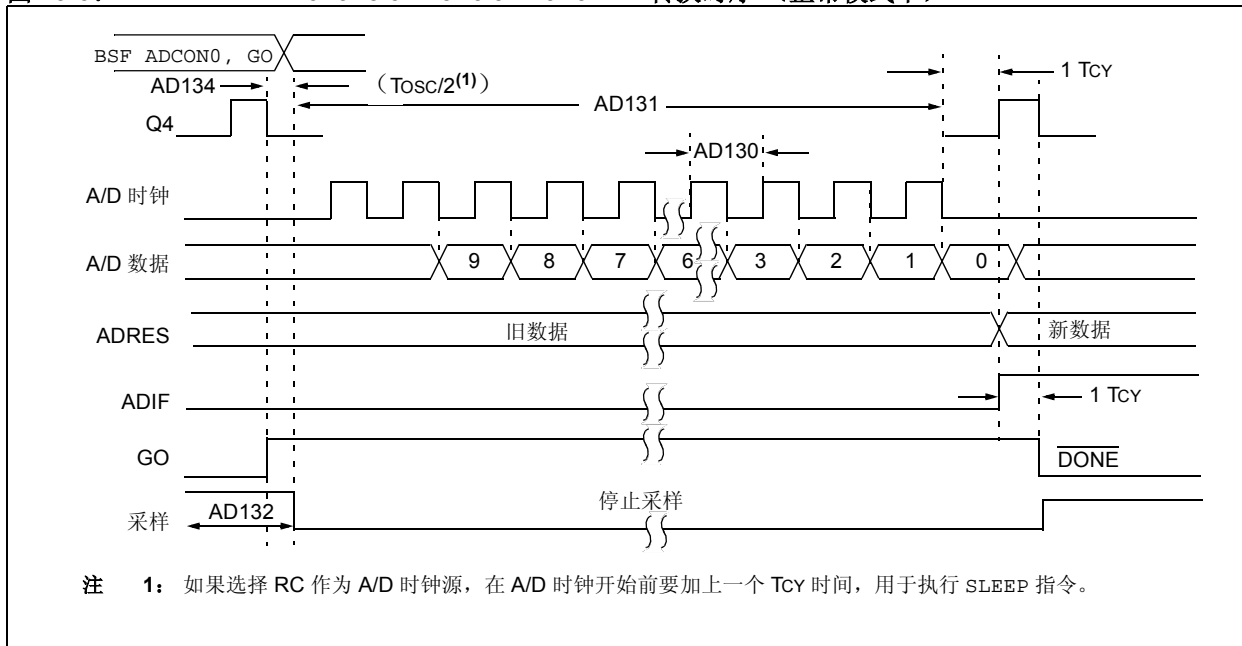 BSF ADCON0, GO
AD134
（TOSC/2(1)）
AD131
1 TCY
Q4
AD130
A/D 时钟
A/D 数据
9 8 7 6 3 2 1 0
ADRES
旧数据
新数据
ADIF
1 TCY
GO
DONE
采样
AD132
停止采样
注 1： 如果选择 RC 作为 A/D 时钟源，在 A/D 时钟开始前要加上一个 TCY 时间，用于执行 SLEEP 指令。